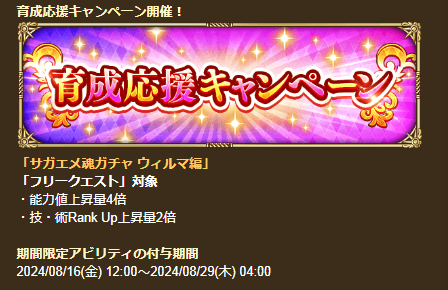 育成応援キャンペーン開催！
育成応援キャンペーン
「サガエメ魂ガチャ ウィルマ編」
「フリークエスト」対象
・能力値上昇量4倍
・技・術Rank Up上昇量2倍
期間限定アビリティの付与期間
2024/08/16(金) 12:00～2024/08/29(木) 04:00